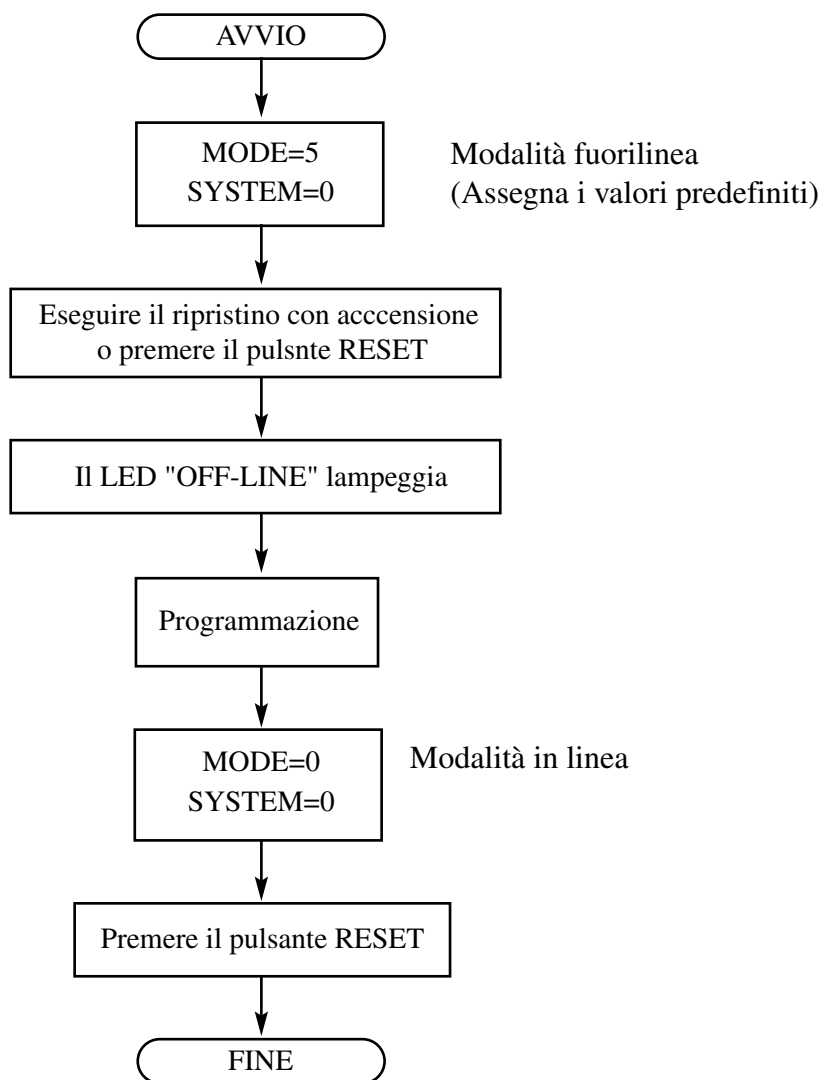 AVVIO
MODE=5
SYSTEM=0
Modalità fuorilinea
(Assegna i valori predefiniti)
Eseguire il ripristino con acccensione
o premere il pulsnte RESET
Il LED "OFF-LINE" lampeggia
Programmazione
MODE=0
SYSTEM=0
Modalità in linea
Premere il pulsante RESET
FINE